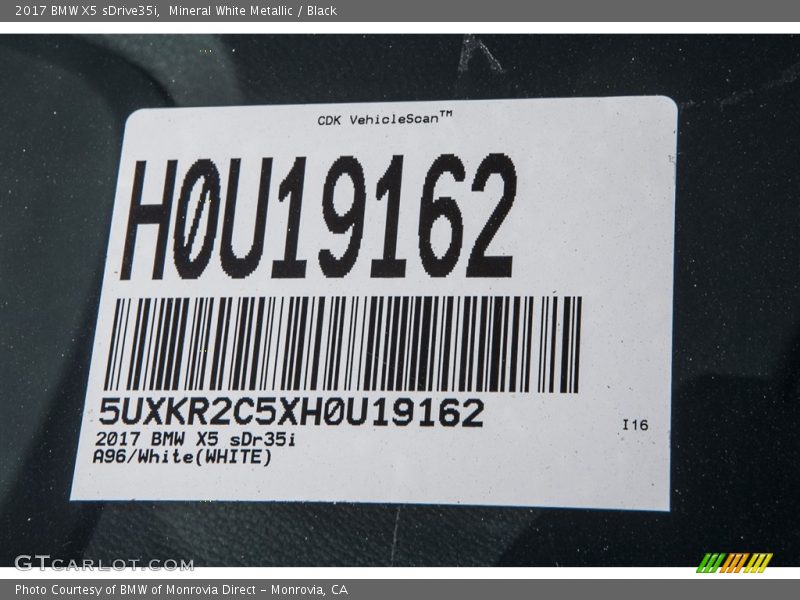 2017 BMW X5 sDrive35i,  Mineral White Metallic / Black
CDK VehicleScan™
H0U19162
5UXKR2C5XH0U19162
2017 BMW X5 sDr35i
A96/White(WHITE)
I16
GTcarlot.com
Photo Courtesy of BMW of Monrovia Direct – Monrovia, CA